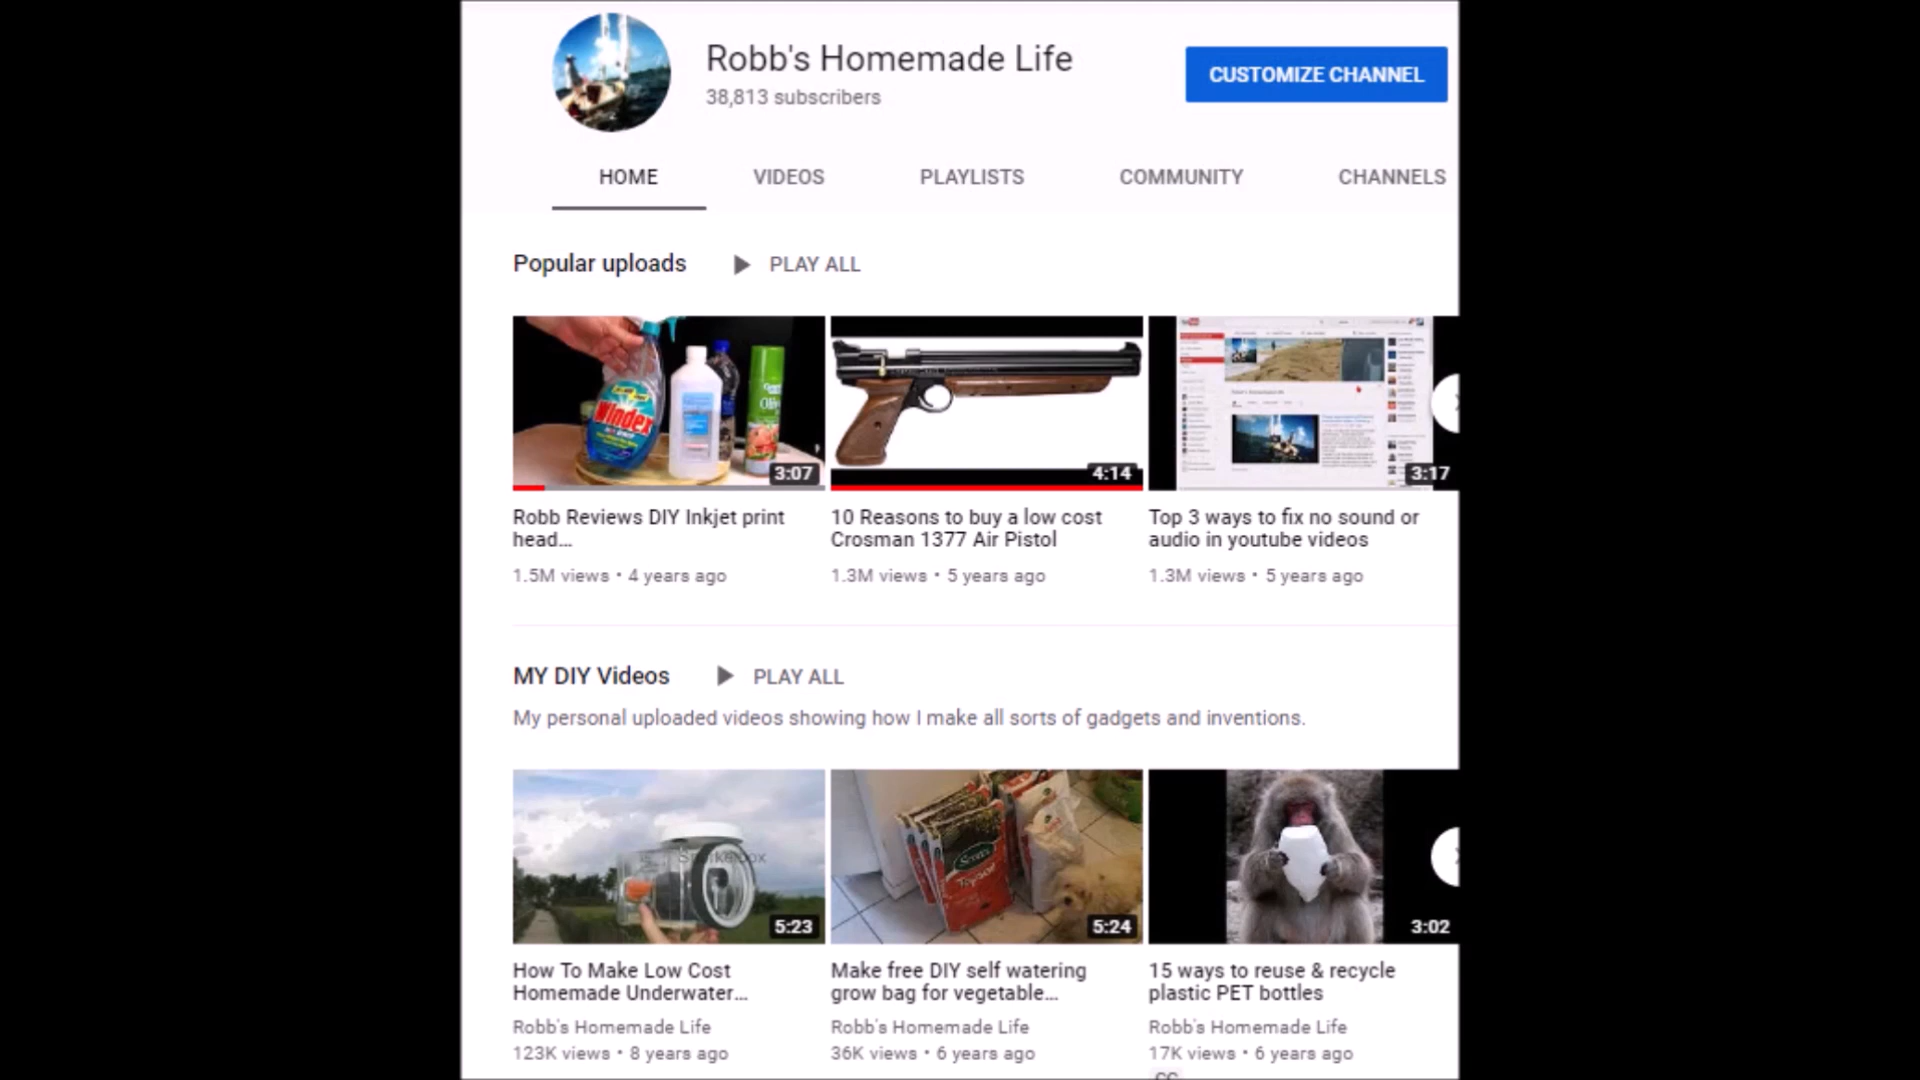 Robb's Homemade Life
38,813 subscribers
CUSTOMIZE CHANNEL
HOME
VIDEOS
PLAYLISTS
COMMUNITY
CHANNELS
Popular uploads
PLAY ALL
Windex
3:07
4:14
3:17
Robb Reviews DIY Inkjet print
head...
1.5M views • 4 years ago
10 Reasons to buy a low cost
Crosman 1377 Air Pistol
1.3M views • 5 years ago
Top 3 ways to fix no sound or
audio in youtube videos
1.3M views • 5 years ago
MY DIY Videos
PLAY ALL
My personal uploaded videos showing how I make all sorts of gadgets and inventions.
5:23
Scotts
Topsoil
5:24
3:02
How To Make Low Cost
Homemade Underwater...
Robb's Homemade Life
123K views • 8 years ago
Make free DIY self watering
grow bag for vegetable...
Robb's Homemade Life
36K views • 6 years ago
15 ways to reuse & recycle
plastic PET bottles
Robb's Homemade Life
17K views • 6 years ago
CC